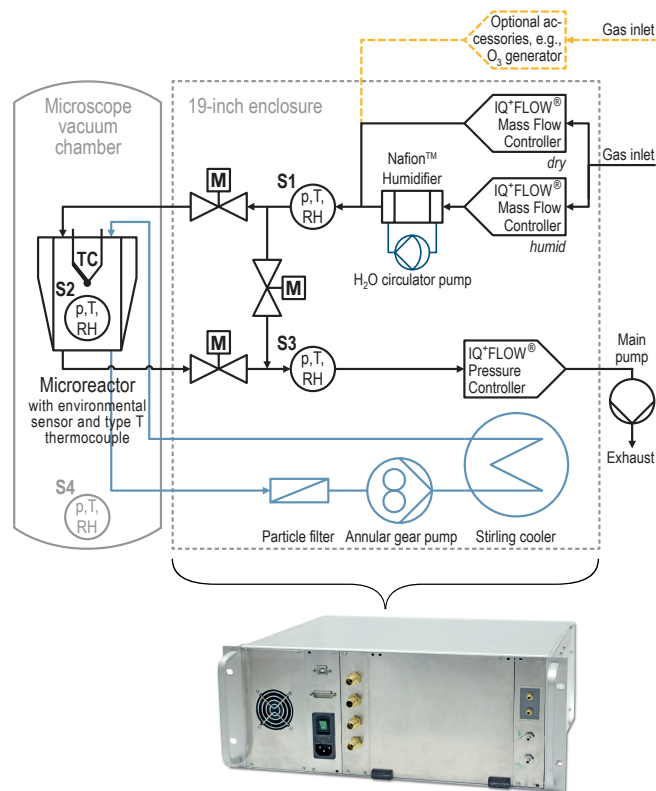 Optional ac-
cessories, e.g.,
O₃ generator
Gas inlet
Microscope
vacuum
chamber
19-inch enclosure
IQ⁺FLOW®
Mass Flow
Controller
dry
Gas inlet
Nafion™
Humidifier
IQ⁺FLOW®
Mass Flow
Controller
humid
M
S1
p,T,
RH
H₂O circulator pump
TC
S2
p,T,
RH
M
M
S3
p,T,
RH
IQ⁺FLOW®
Pressure
Controller
Main
pump
Exhaust
Microreactor
with environmental
sensor and type T
thermocouple
S4
p,T,
RH
Particle filter
Annular gear pump
Stirling cooler